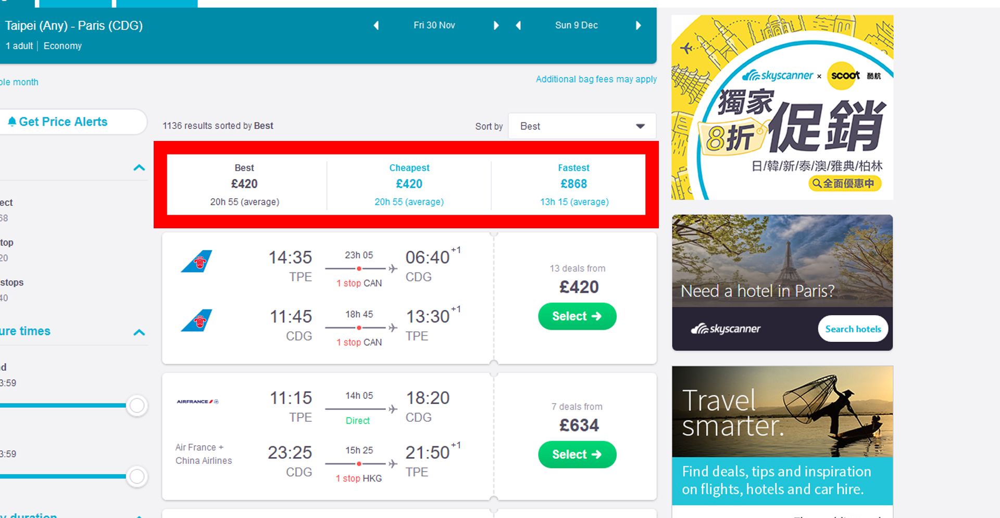 Taipei (Any) - Paris (CDG)
Fri 30 Nov
Sun 9 Dec
1 adult | Economy
ole month
Additional bag fees may apply
Get Price Alerts
1136 results sorted by Best
Sort by
Best
Best
£420
20h 55 (average)
Cheapest
£420
20h 55 (average)
Fastest
£868
13h 15 (average)
ect
68
top
20
stops
40
ure times
nd
3:59
3:59
y duration
14:35
TPE
23h 05
1 stop CAN
06:40+1
CDG
11:45
CDG
18h 45
1 stop CAN
13:30+1
TPE
13 deals from
£420
Select →
AIRFRANCE
11:15
TPE
14h 05
Direct
18:20
CDG
Air France +
China Airlines
23:25
CDG
15h 25
1 stop HKG
21:50+1
TPE
7 deals from
£634
Select →
skyscanner × scoot 酷航
獨家
8折
促銷
日/韓/新/泰/澳/雅典/柏林
全面優惠中
Need a hotel in Paris?
skyscanner
Search hotels
Travel
smarter.
Find deals, tips and inspiration
on flights, hotels and car hire.